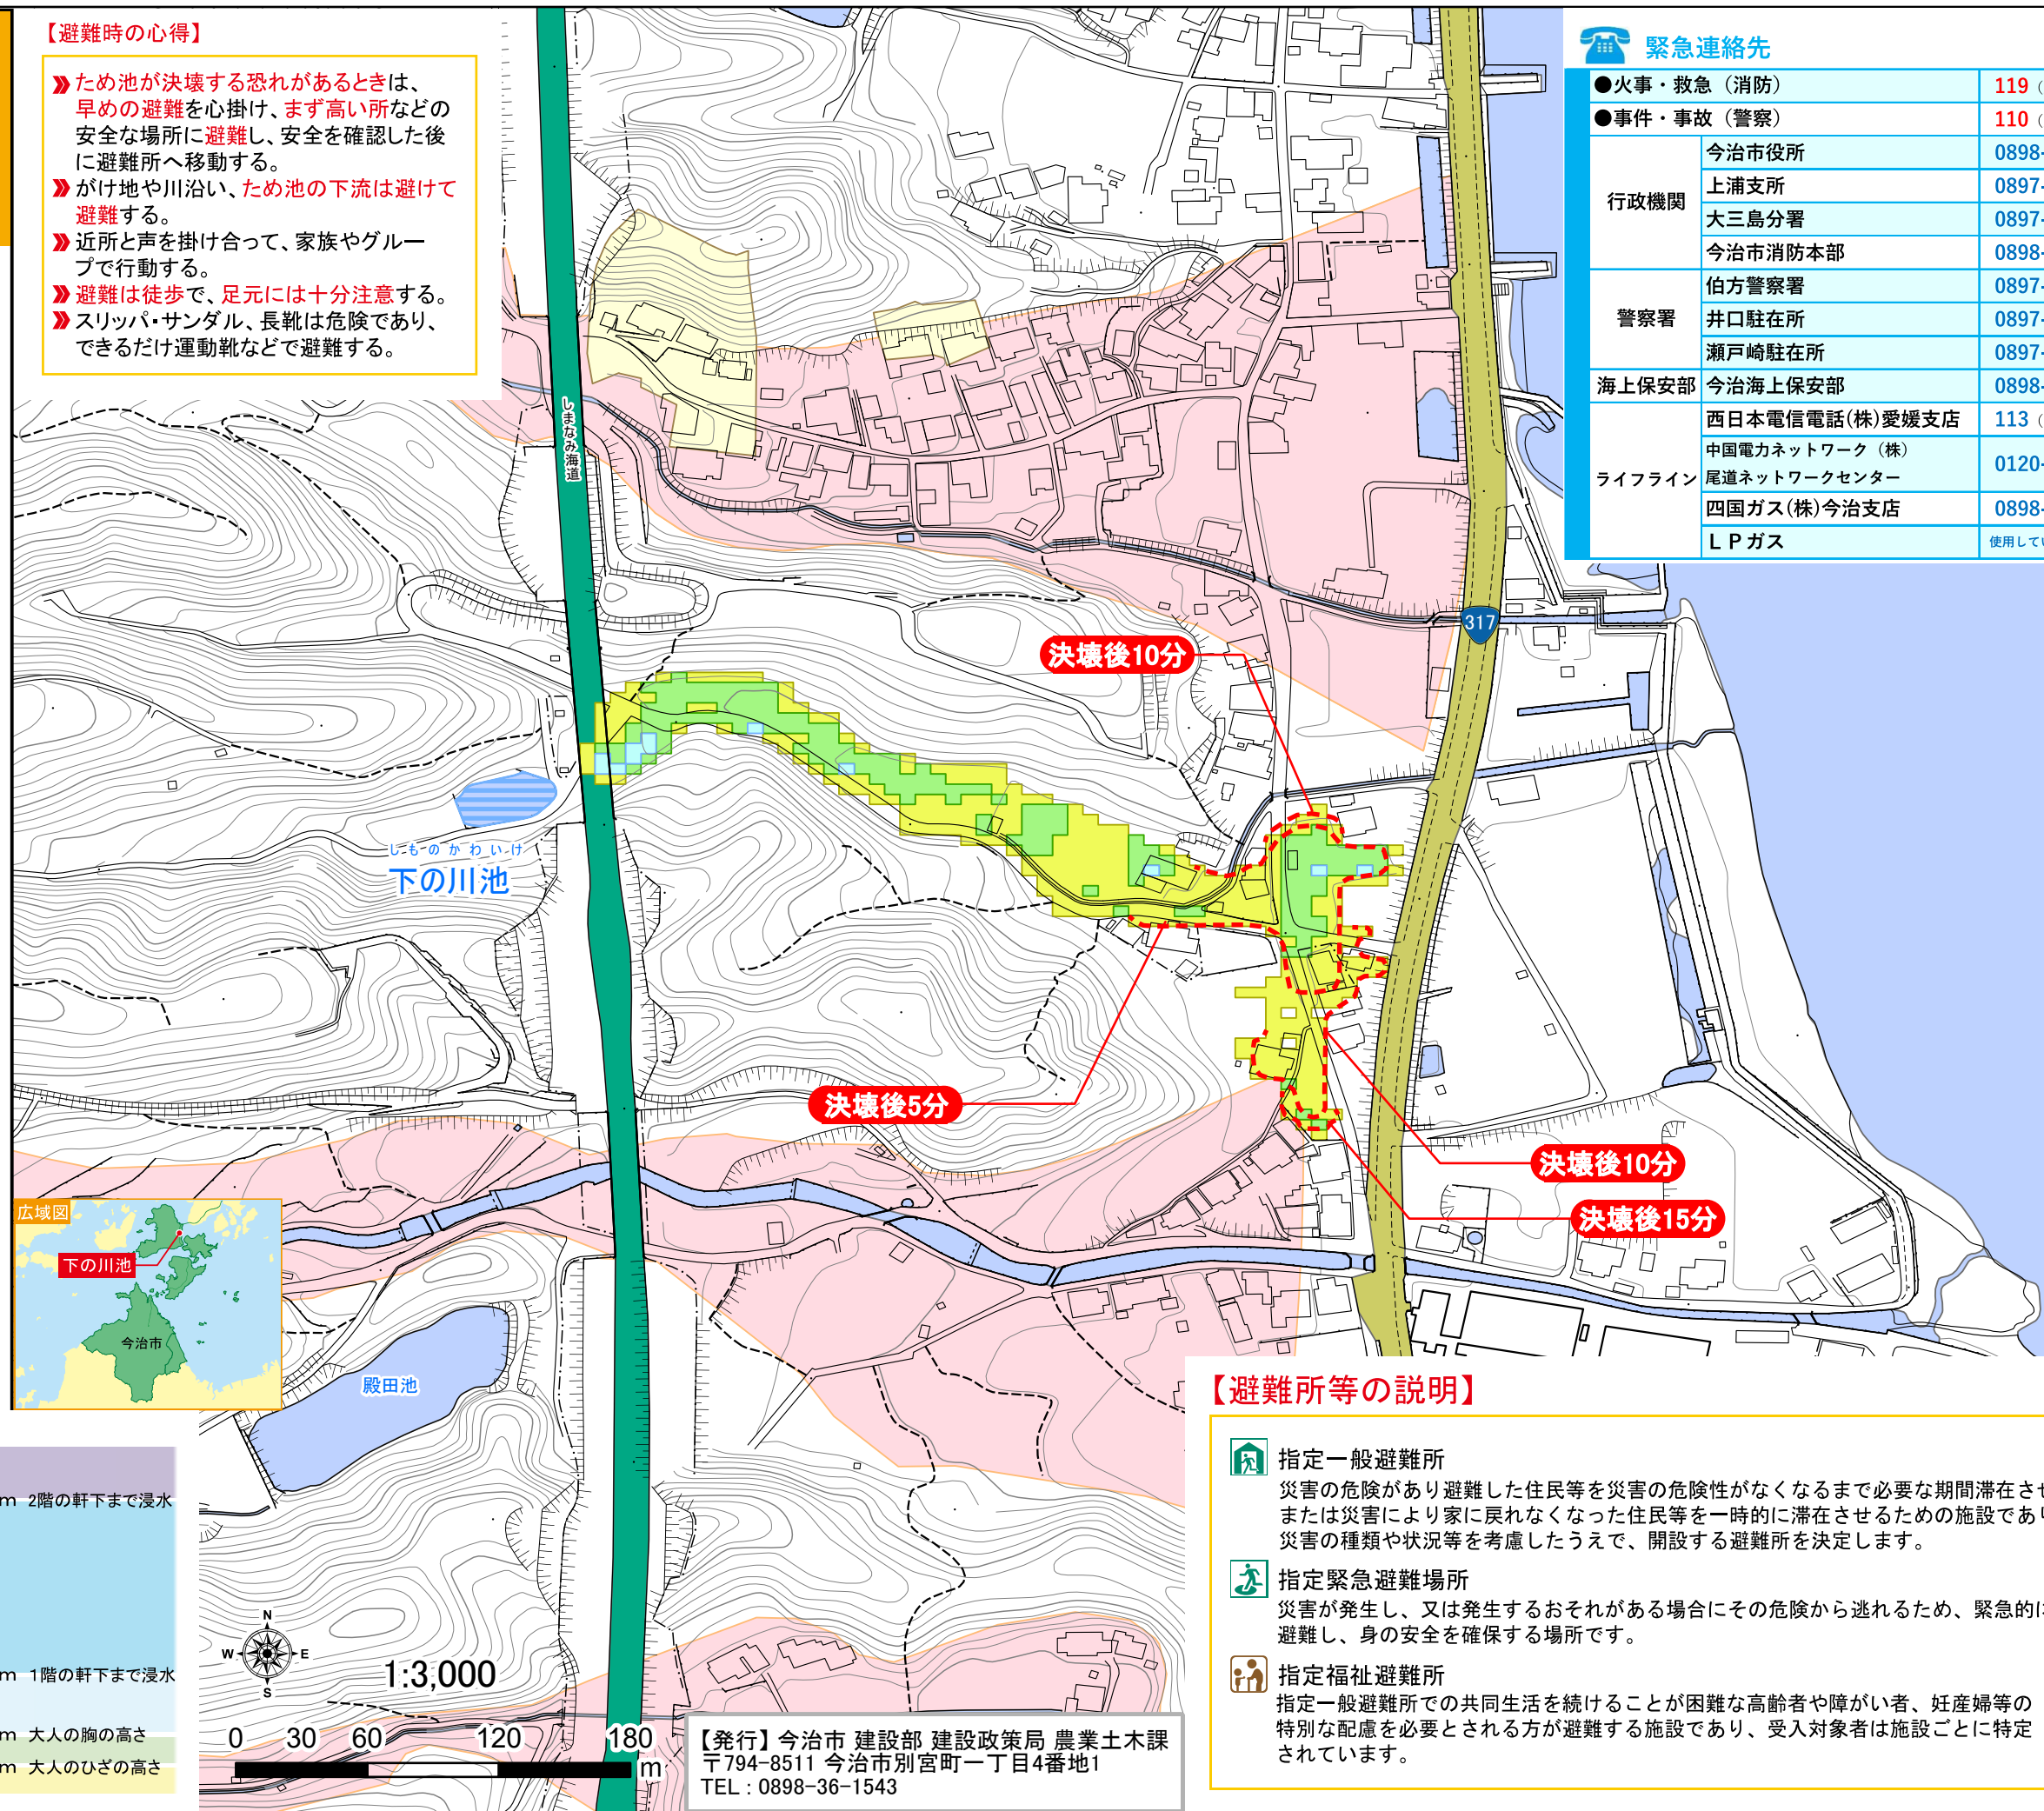 【避難時の心得】
》ため池が決壊する恐れがあるときは、
早めの避難を心掛け、まず高い所などの
安全な場所に避難し、安全を確認した後
に避難所へ移動する。
》がけ地や川沿い、ため池の下流は避けて
避難する。
》近所と声を掛け合って、家族やグルー
プで行動する。
》避難は徒歩で、足元には十分注意する。
》スリッパ・サンダル、長靴は危険であり、
できるだけ運動靴などで避難する。
緊急連絡先
●火事・救急（消防） 119（
●事件・事故（警察） 110（
行政機関
今治市役所 0898-
上浦支所 0897-
大三島分署 0897-
今治市消防本部 0898-
警察署
伯方警察署 0897-
井口駐在所 0897-
瀬戸崎駐在所 0897-
海上保安部 今治海上保安部 0898-
ライフライン
西日本電信電話(株)愛媛支店 113（
中国電力ネットワーク（株）
尾道ネットワークセンター 0120-
四国ガス(株)今治支店 0898-
ＬＰガス 使用してい
しまなみ海道
317
決壊後10分
しものかわいけ
下の川池
決壊後5分
決壊後10分
決壊後15分
広域図
下の川池
今治市
殿田池
m 2階の軒下まで浸水
m 1階の軒下まで浸水
m 大人の胸の高さ
m 大人のひざの高さ
N
W E
S
1:3,000
0 30 60 120 180
m
【発行】今治市 建設部 建設政策局 農業土木課
〒794-8511 今治市別宮町一丁目4番地1
TEL : 0898-36-1543
【避難所等の説明】
指定一般避難所
災害の危険があり避難した住民等を災害の危険性がなくなるまで必要な期間滞在させ
または災害により家に戻れなくなった住民等を一時的に滞在させるための施設であり
災害の種類や状況等を考慮したうえで、開設する避難所を決定します。
指定緊急避難場所
災害が発生し、又は発生するおそれがある場合にその危険から逃れるため、緊急的に
避難し、身の安全を確保する場所です。
指定福祉避難所
指定一般避難所での共同生活を続けることが困難な高齢者や障がい者、妊産婦等の
特別な配慮を必要とされる方が避難する施設であり、受入対象者は施設ごとに特定
されています。